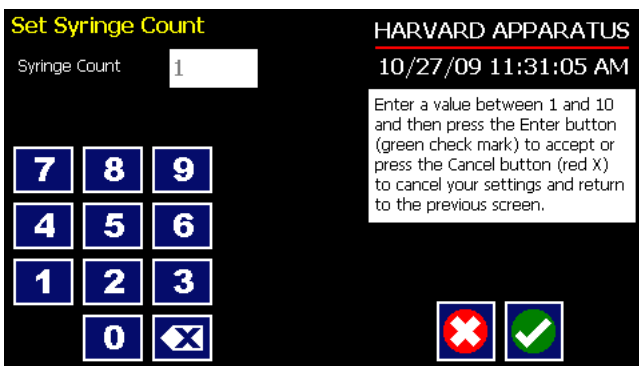 Set Syringe Count
HARVARD APPARATUS
Syringe Count 1
10/27/09 11:31:05 AM
Enter a value between 1 and 10
and then press the Enter button
(green check mark) to accept or
press the Cancel button (red X)
to cancel your settings and return
to the previous screen.
7 8 9
4 5 6
1 2 3
0